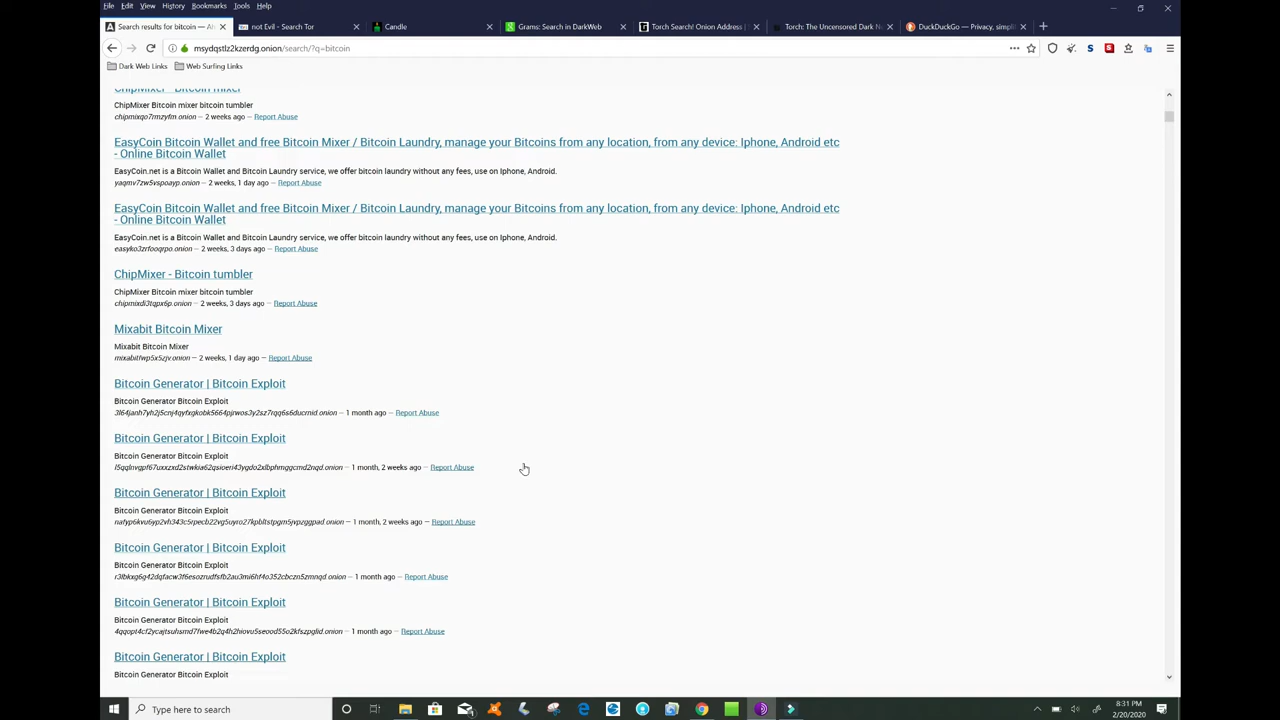 File Edit View History Bookmarks Tools Help
Search results for bitcoin — Ah
not Evil - Search Tor
Candle
Grams: Search in DarkWeb
Torch Search! Onion Address |
Torch: The Uncensored Dark N
DuckDuckGo — Privacy, simpli
msydqstlz2kzerdg.onion/search/?q=bitcoin
Dark Web Links
Web Surfing Links
ChipMixer - Bitcoin mixer
ChipMixer Bitcoin mixer bitcoin tumbler
chipmixqo7rmzyfm.onion — 2 weeks ago — Report Abuse
EasyCoin Bitcoin Wallet and free Bitcoin Mixer / Bitcoin Laundry, manage your Bitcoins from any location, from any device: Iphone, Android etc
- Online Bitcoin Wallet
EasyCoin.net is a Bitcoin Wallet and Bitcoin Laundry service, we offer bitcoin laundry without any fees, use on Iphone, Android.
yaqmv7zw5vspoayp.onion — 2 weeks, 1 day ago — Report Abuse
EasyCoin Bitcoin Wallet and free Bitcoin Mixer / Bitcoin Laundry, manage your Bitcoins from any location, from any device: Iphone, Android etc
- Online Bitcoin Wallet
EasyCoin.net is a Bitcoin Wallet and Bitcoin Laundry service, we offer bitcoin laundry without any fees, use on Iphone, Android.
easyko3zrfooqrpo.onion — 2 weeks, 3 days ago — Report Abuse
ChipMixer - Bitcoin tumbler
ChipMixer Bitcoin mixer bitcoin tumbler
chipmixdi3tqpx6p.onion — 2 weeks, 3 days ago — Report Abuse
Mixabit Bitcoin Mixer
Mixabit Bitcoin Mixer
— 2 weeks, 1 day ago — Report Abuse
Bitcoin Generator | Bitcoin Exploit
Bitcoin Generator Bitcoin Exploit
— 1 month ago — Report Abuse
Bitcoin Generator | Bitcoin Exploit
Bitcoin Generator Bitcoin Exploit
— 1 month, 2 weeks ago — Report Abuse
Bitcoin Generator | Bitcoin Exploit
Bitcoin Generator Bitcoin Exploit
— 1 month, 2 weeks ago — Report Abuse
Bitcoin Generator | Bitcoin Exploit
Bitcoin Generator Bitcoin Exploit
— 1 month ago — Report Abuse
Bitcoin Generator | Bitcoin Exploit
Bitcoin Generator Bitcoin Exploit
— 1 month ago — Report Abuse
Bitcoin Generator | Bitcoin Exploit
Bitcoin Generator Bitcoin Exploit
Type here to search
8:31 PM
2/20/2020